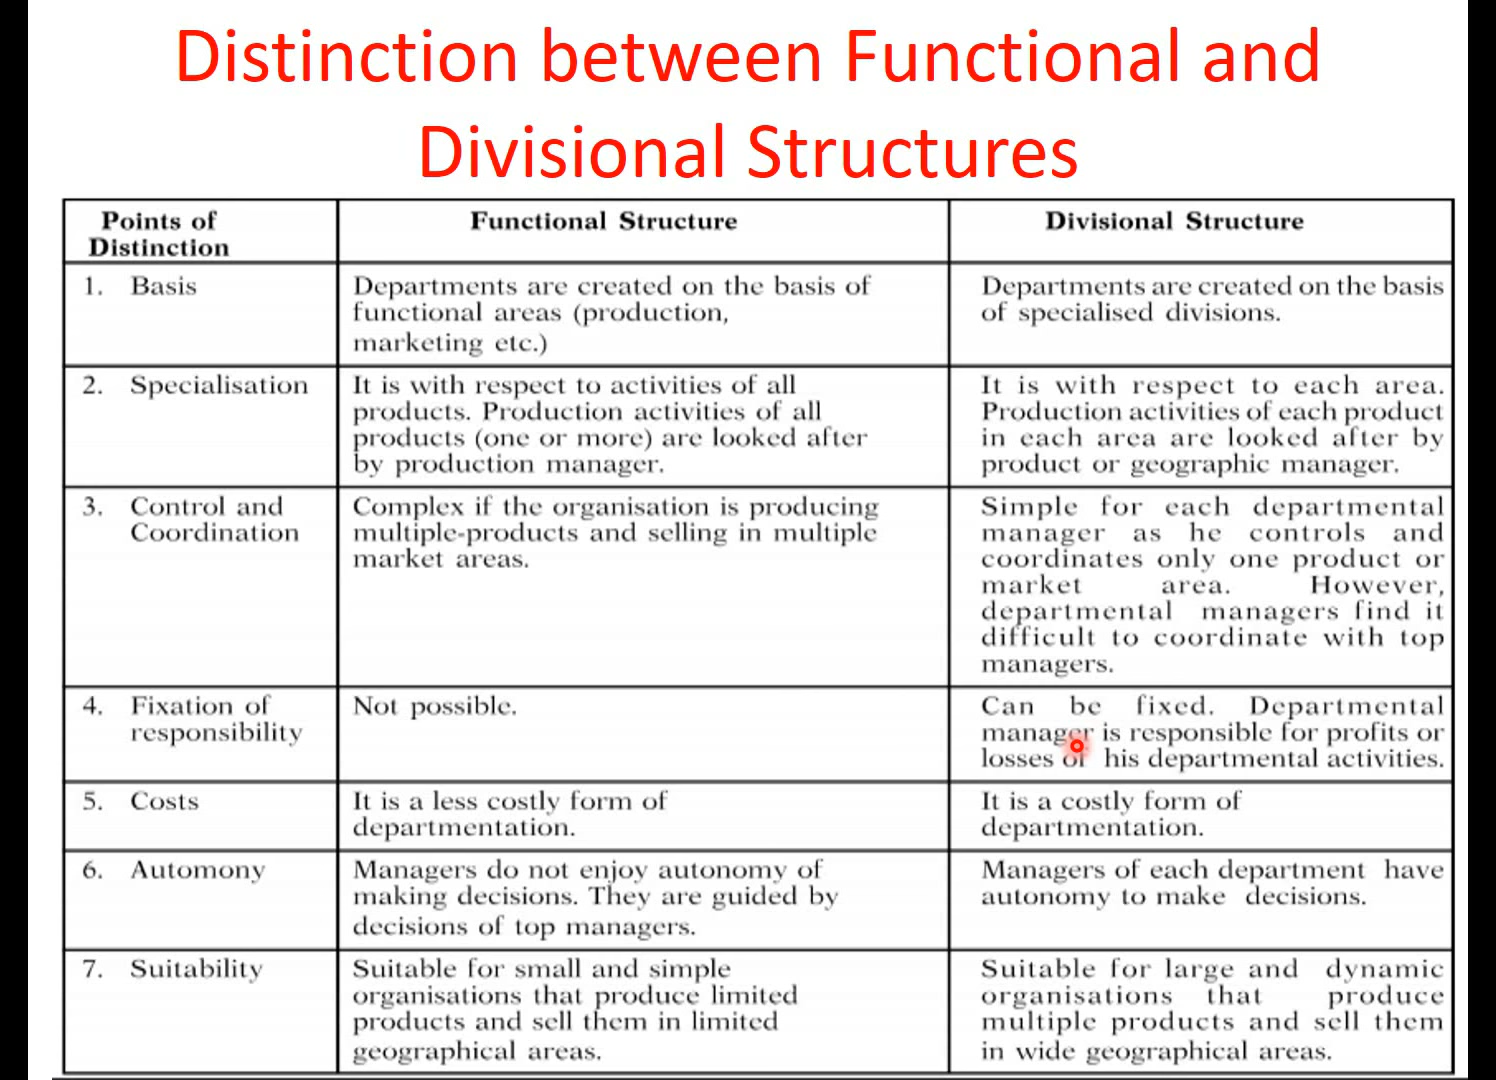 Distinction between Functional and
Divisional Structures
Points of
Distinction
Functional Structure
Divisional Structure
1. Basis
Departments are created on the basis of
functional areas (production,
marketing etc.)
Departments are created on the basis
of specialised divisions.
2. Specialisation
It is with respect to activities of all
products. Production activities of all
products (one or more) are looked after
by production manager.
It is with respect to each area.
Production activities of each product
in each area are looked after by
product or geographic manager.
3. Control and
Coordination
Complex if the organisation is producing
multiple-products and selling in multiple
market areas.
Simple for each departmental
manager as he controls and
coordinates only one product or
market area. However,
departmental managers find it
difficult to coordinate with top
managers.
4. Fixation of
responsibility
Not possible.
Can be fixed. Departmental
manager is responsible for profits or
losses of his departmental activities.
5. Costs
It is a less costly form of
departmentation.
It is a costly form of
departmentation.
6. Automony
Managers do not enjoy autonomy of
making decisions. They are guided by
decisions of top managers.
Managers of each department have
autonomy to make decisions.
7. Suitability
Suitable for small and simple
organisations that produce limited
products and sell them in limited
geographical areas.
Suitable for large and dynamic
organisations that produce
multiple products and sell them
in wide geographical areas.